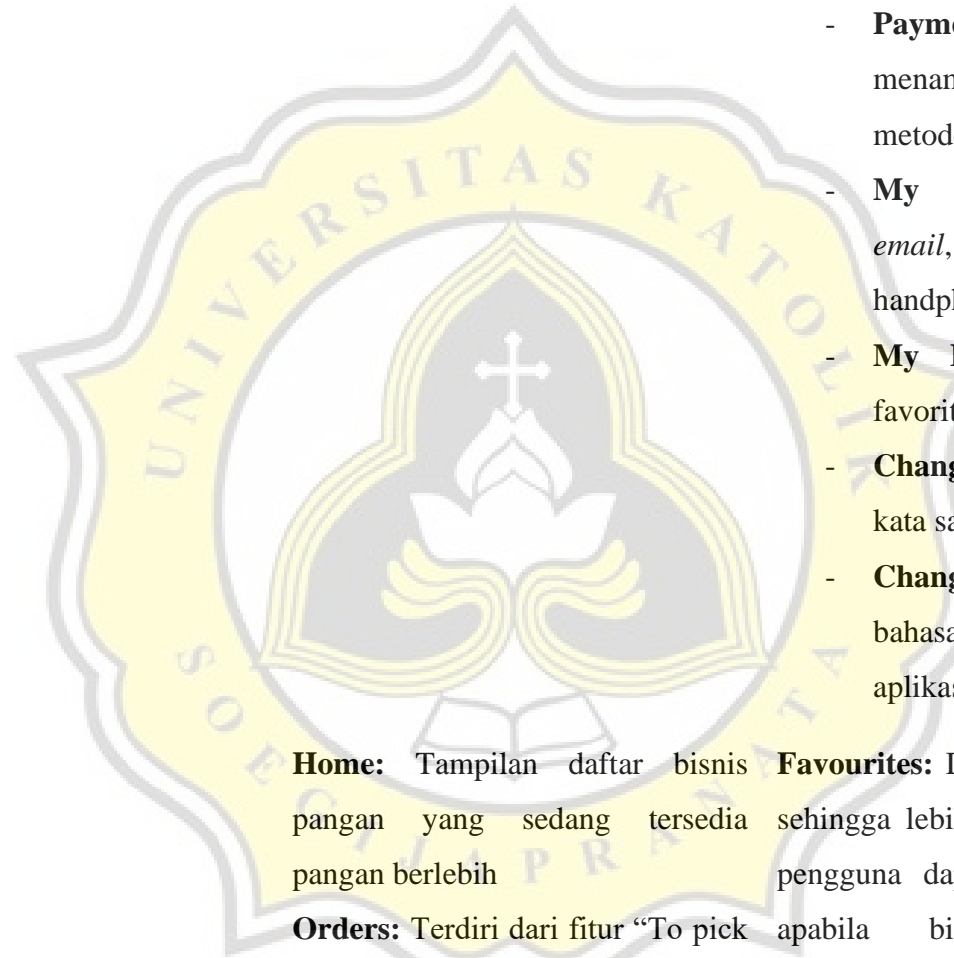 UNIVERSITAS KATOLIK
SOEGIJAPRANATA
- Payme
menan
metod
- My
email,
handpl
- My
favorit
- Chang
kata sa
- Chang
bahasa
aplikas
Home: Tampilan daftar bisnis
pangan yang sedang tersedia
pangan berlebih
Orders: Terdiri dari fitur “To pick
Favourites:
sehingga lebi
pengguna da
apabila bi